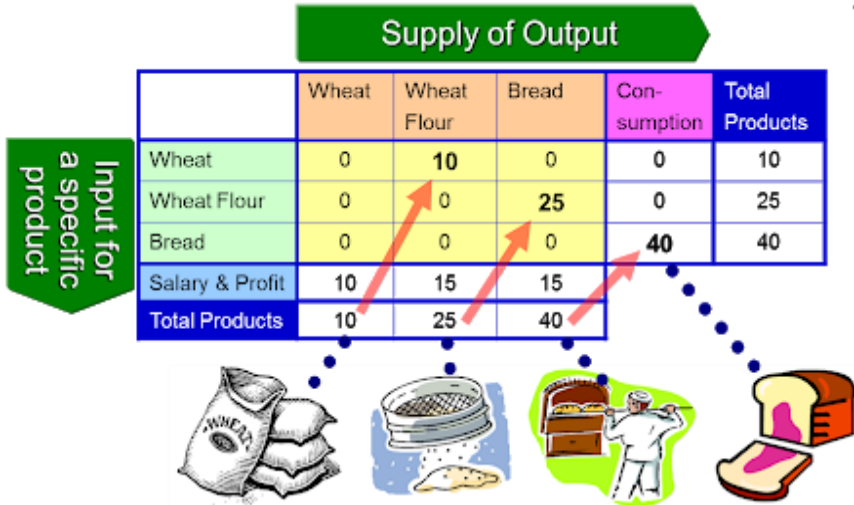 Supply of Output
Input for
a specific
product
Wheat Wheat Bread Con- Total
Flour sumption Products
Wheat 0 10 0 0 10
Wheat Flour 0 0 25 0 25
Bread 0 0 0 40 40
Salary & Profit 10 15 15
Total Products 10 25 40
WHEAT